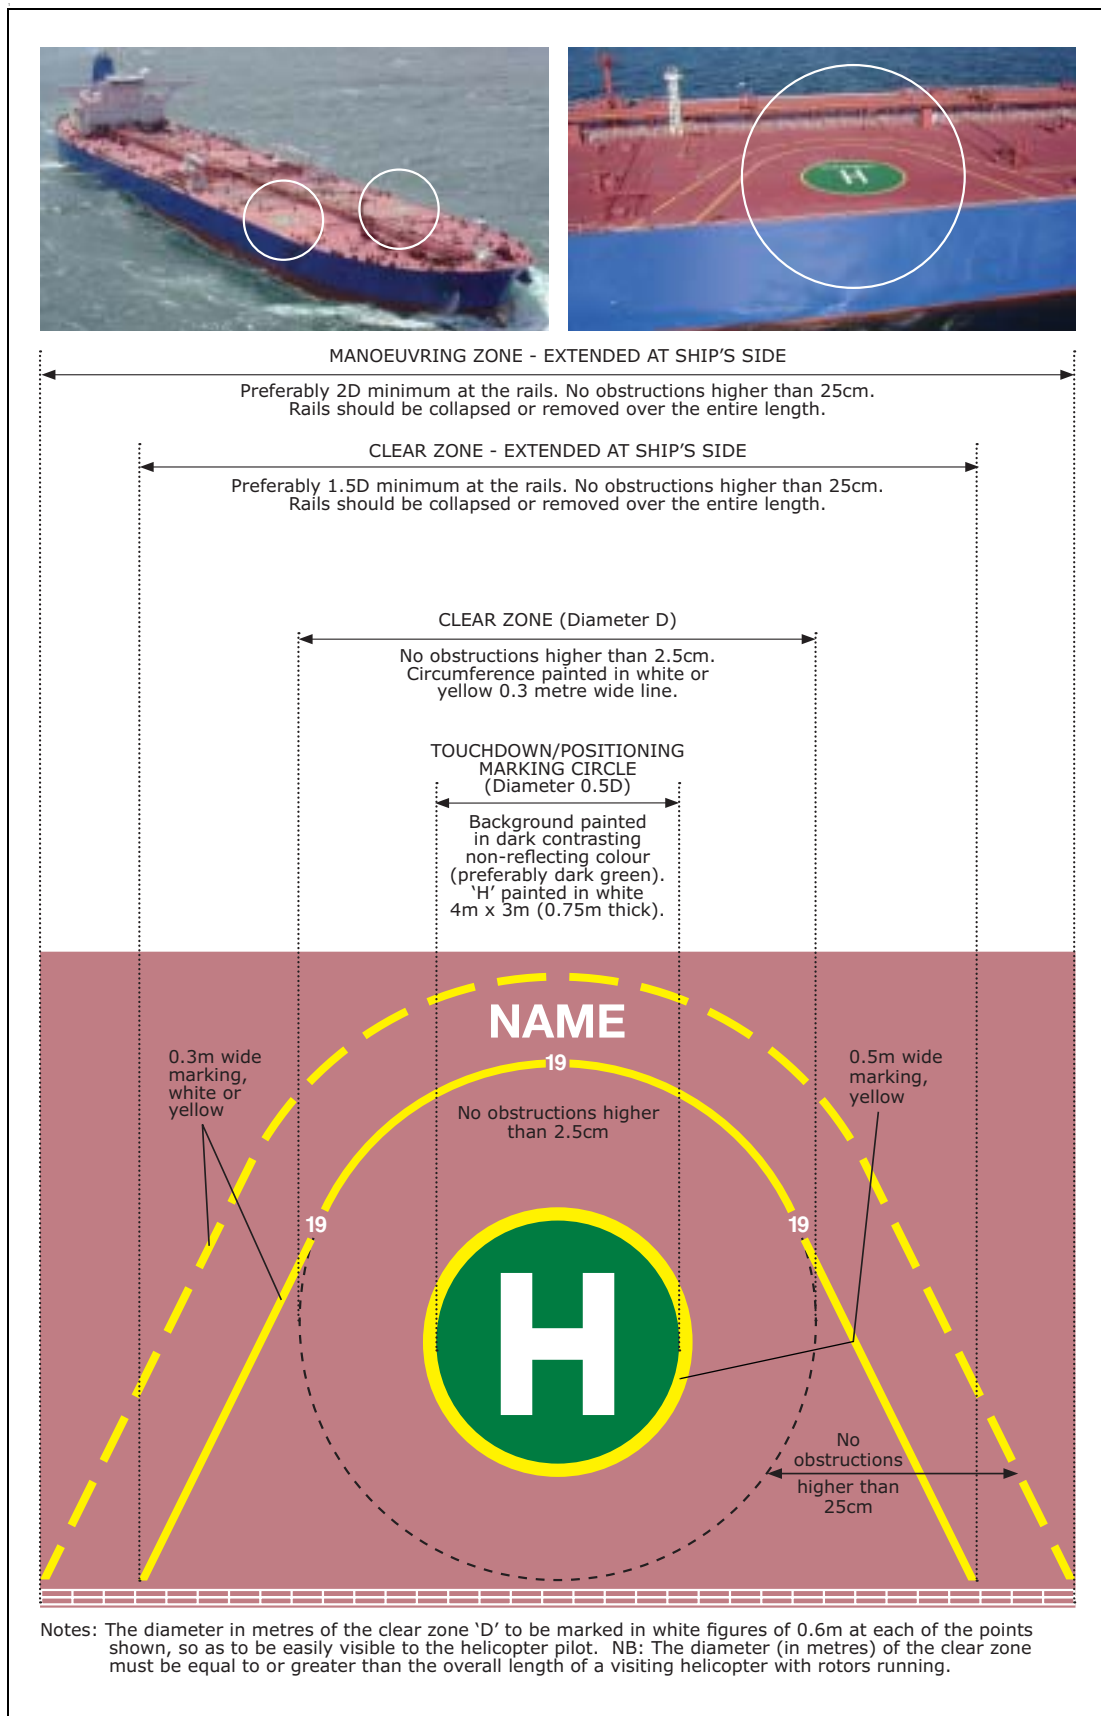 H
MANOEUVRING ZONE - EXTENDED AT SHIP'S SIDE
Preferably 2D minimum at the rails. No obstructions higher than 25cm.
Rails should be collapsed or removed over the entire length.
CLEAR ZONE - EXTENDED AT SHIP'S SIDE
Preferably 1.5D minimum at the rails. No obstructions higher than 25cm.
Rails should be collapsed or removed over the entire length.
CLEAR ZONE (Diameter D)
No obstructions higher than 2.5cm.
Circumference painted in white or
yellow 0.3 metre wide line.
TOUCHDOWN/POSITIONING
MARKING CIRCLE
(Diameter 0.5D)
Background painted
in dark contrasting
non-reflecting colour
(preferably dark green).
‘H’ painted in white
4m x 3m (0.75m thick).
NAME
19
0.3m wide
marking,
white or
yellow
0.5m wide
marking,
yellow
No obstructions higher
than 2.5cm
19
19
H
No
obstructions
higher than
25cm
Notes: The diameter in metres of the clear zone ‘D’ to be marked in white figures of 0.6m at each of the points
shown, so as to be easily visible to the helicopter pilot. NB: The diameter (in metres) of the clear zone
must be equal to or greater than the overall length of a visiting helicopter with rotors running.